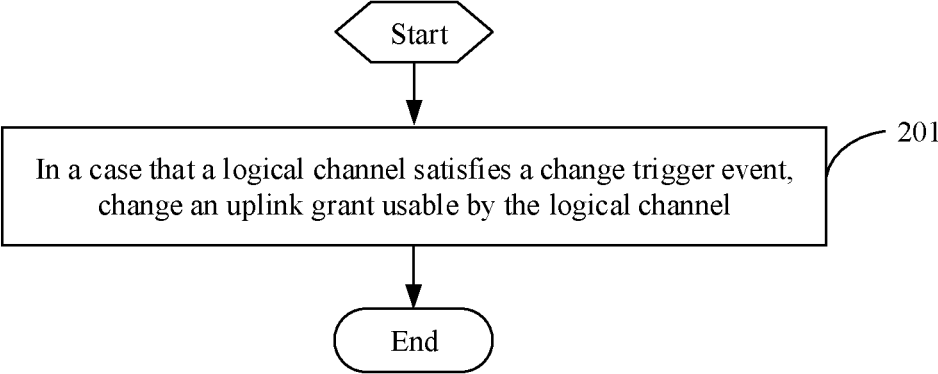 Start
201
In a case that a logical channel satisfies a change trigger event,
change an uplink grant usable by the logical channel
End